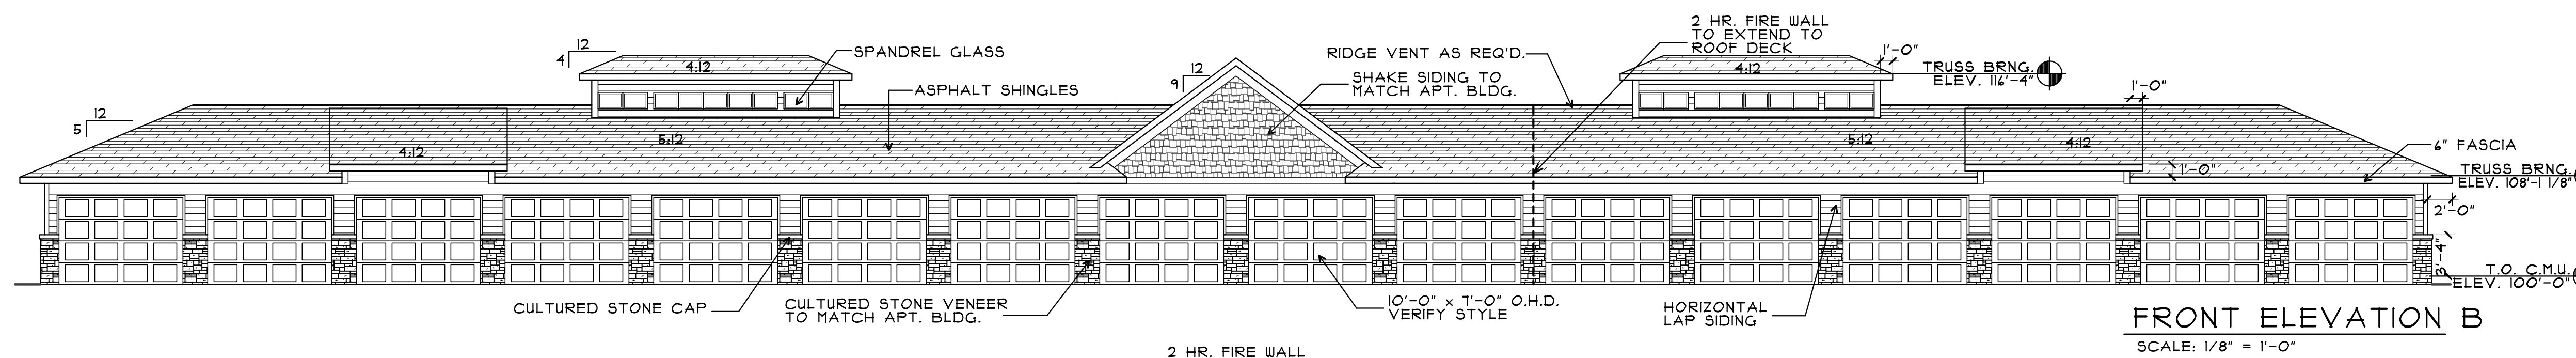 2 HR. FIRE WALL
TO EXTEND TO
ROOF DECK
12
4
4:12
SPANDREL GLASS
RIDGE VENT AS REQ'D.
12
9
SHAKE SIDING TO
MATCH APT. BLDG.
4:12
1'-0"
TRUSS BRNG.
ELEV. 116'-4"
ASPHALT SHINGLES
1'-0"
12
5
4:12
5:12
5:12
4:12
6" FASCIA
1'-0"
TRUSS BRNG.
ELEV. 108'-1 1/8"
2'-0"
3'-4"
T.O. C.M.U.
ELEV. 100'-0"
CULTURED STONE CAP
CULTURED STONE VENEER
TO MATCH APT. BLDG.
10'-0" x 7'-0" O.H.D.
VERIFY STYLE
HORIZONTAL
LAP SIDING
FRONT ELEVATION B
SCALE: 1/8" = 1'-0"
2 HR. FIRE WALL